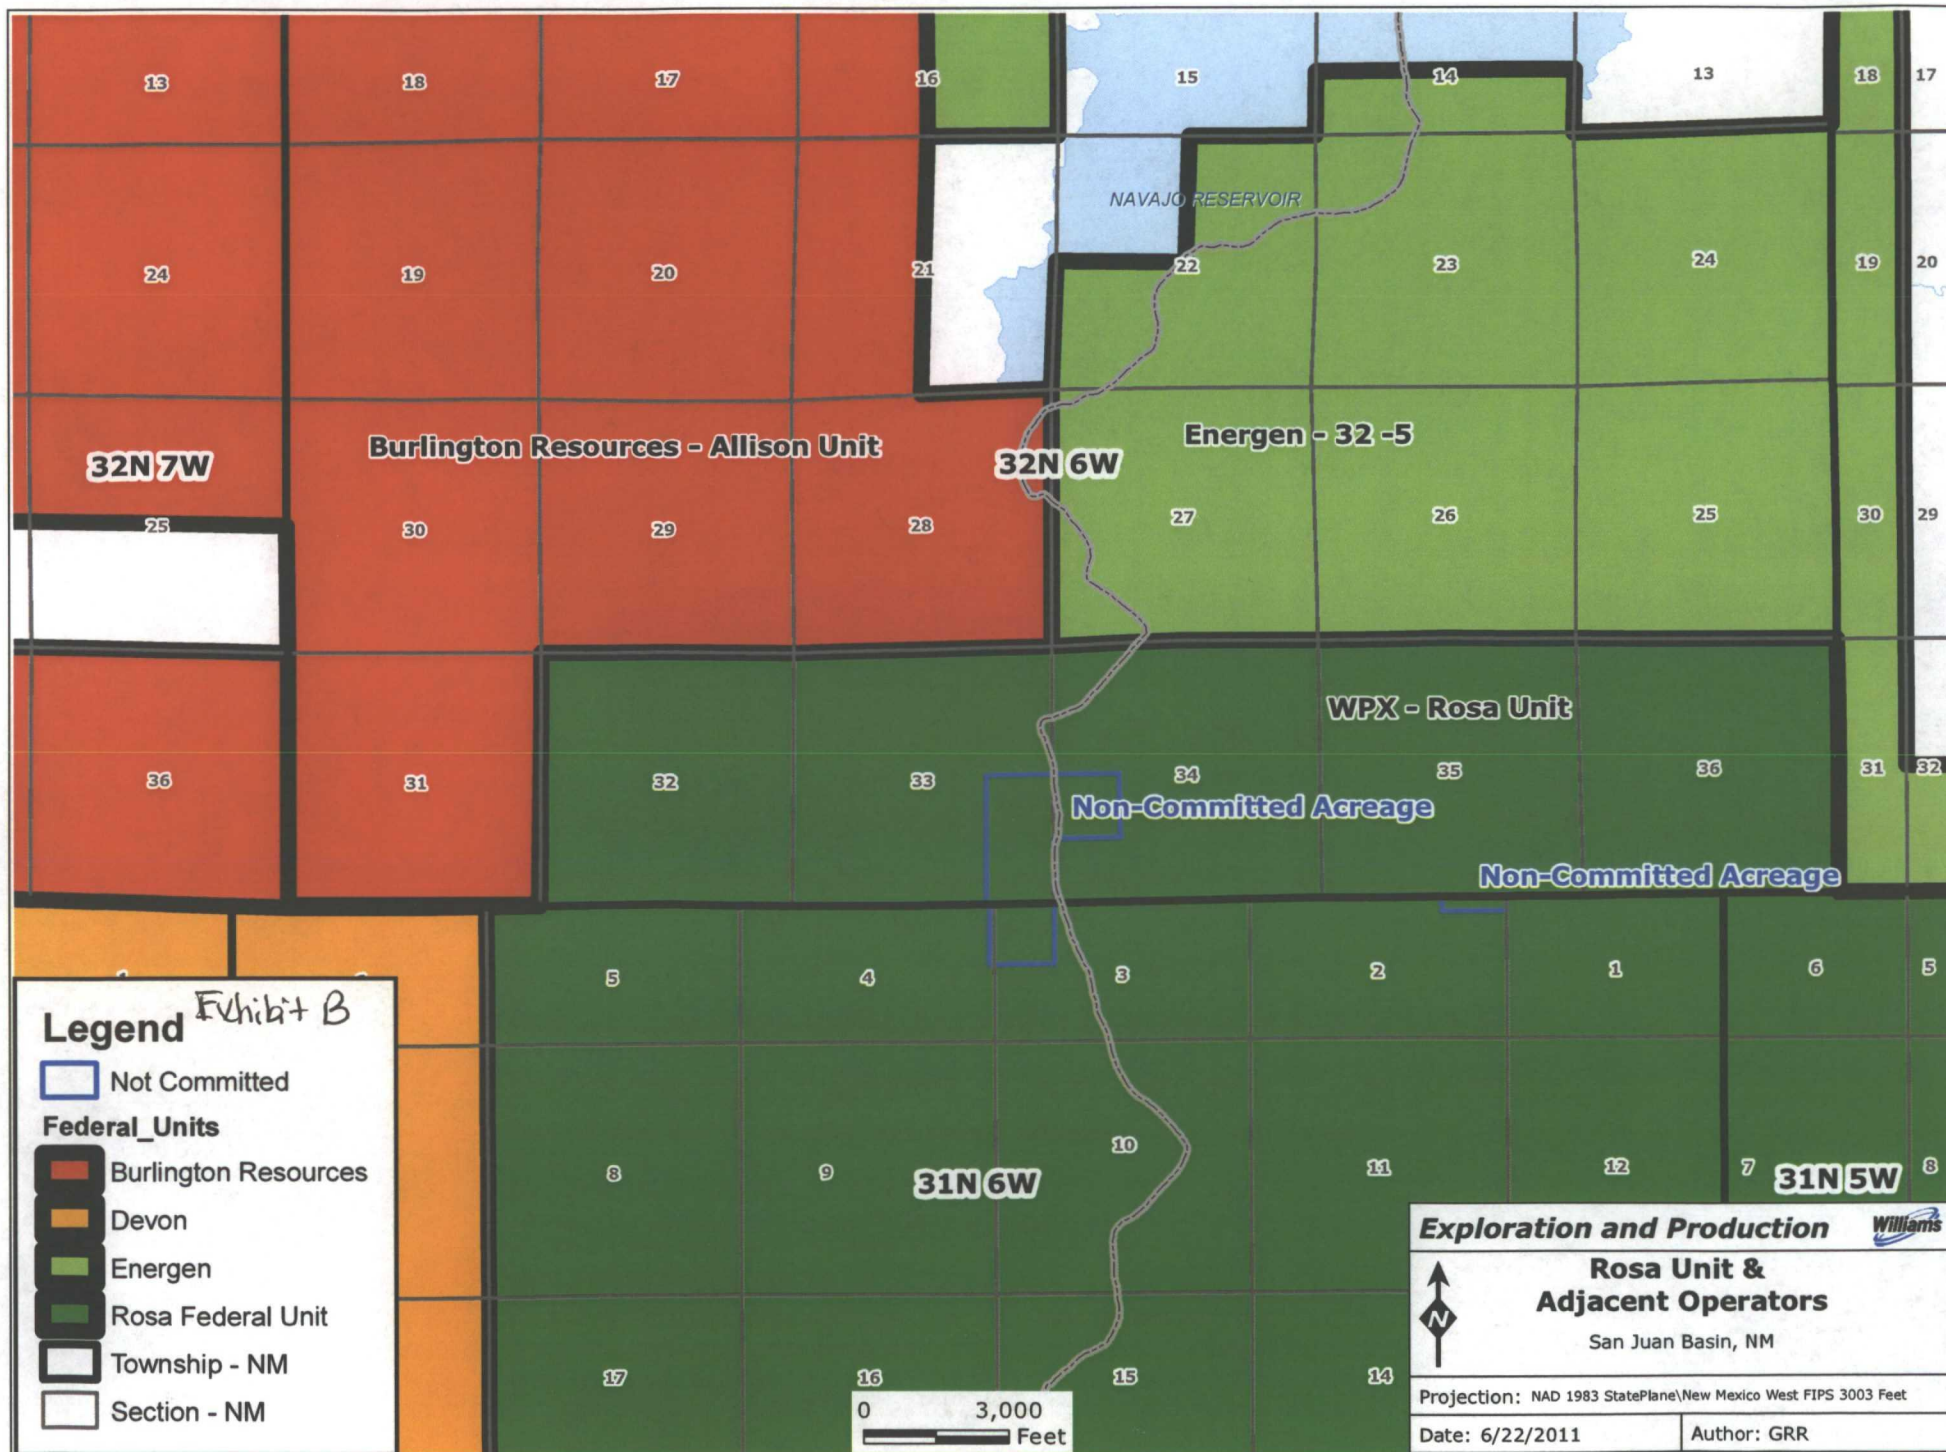 13
18
17
16
15
14
13
18
17
NAVAJO RESERVOIR
24
19
20
21
22
23
24
19
20
Burlington Resources - Allison Unit
Energen - 32 -5
32N 7W
32N 6W
25
30
29
28
27
26
25
30
29
WPX - Rosa Unit
36
31
32
33
34
35
36
31
32
Non-Committed Acreage
Non-Committed Acreage
5
4
3
2
1
6
5
8
9
10
11
12
7
8
31N 6W
31N 5W
17
16
15
14
Legend
Exhibit B
Not Committed
Federal_Units
Burlington Resources
Devon
Energen
Rosa Federal Unit
Township - NM
Section - NM
0 3,000
Feet
Exploration and Production Williams
N
Rosa Unit &
Adjacent Operators
San Juan Basin, NM
Projection: NAD 1983 StatePlane\New Mexico West FIPS 3003 Feet
Date: 6/22/2011 Author: GRR